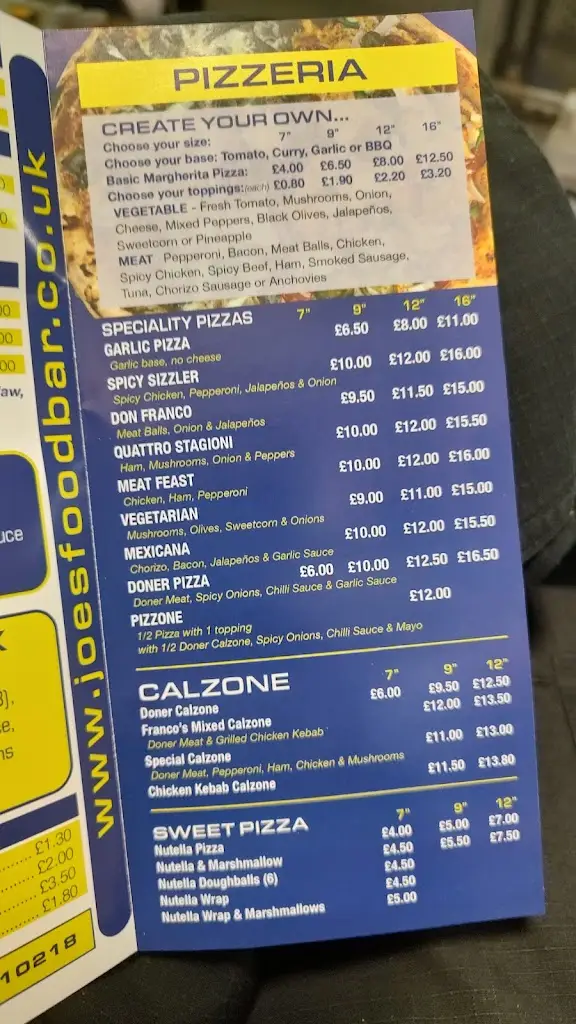 PIZZERIA
CREATE YOUR OWN...
Choose your size: 7" 9" 12" 16"
Choose your base: Tomato, Curry, Garlic or BBQ
Basic Margherita Pizza: £4.00 £6.50 £8.00 £12.50
Choose your toppings:(each) £0.80 £1.90 £2.20 £3.20
VEGETABLE - Fresh Tomato, Mushrooms, Onion,
Cheese, Mixed Peppers, Black Olives, Jalapeños,
Sweetcorn or Pineapple
MEAT Pepperoni, Bacon, Meat Balls, Chicken,
Spicy Chicken, Spicy Beef, Ham, Smoked Sausage,
Tuna, Chorizo Sausage or Anchovies
SPECIALITY PIZZAS 7" 9" 12" 16"
GARLIC PIZZA £6.50 £8.00 £11.00
Garlic base, no cheese
SPICY SIZZLER £10.00 £12.00 £16.00
Spicy Chicken, Pepperoni, Jalapeños & Onion
DON FRANCO £9.50 £11.50 £15.00
Meat Balls, Onion & Jalapeños
QUATTRO STAGIONI £10.00 £12.00 £15.50
Ham, Mushrooms, Onion & Peppers
MEAT FEAST £10.00 £12.00 £16.00
Chicken, Ham, Pepperoni
VEGETARIAN £9.00 £11.00 £15.00
Mushrooms, Olives, Sweetcorn & Onions
MEXICANA £10.00 £12.00 £15.50
Chorizo, Bacon, Jalapeños & Garlic Sauce
DONER PIZZA £6.00 £10.00 £12.50 £16.50
Doner Meat, Spicy Onions, Chilli Sauce & Garlic Sauce
PIZZONE £12.00
1/2 Pizza with 1 topping
with 1/2 Doner Calzone, Spicy Onions, Chilli Sauce & Mayo
CALZONE 7" 9" 12"
Doner Calzone £6.00 £9.50 £12.50
Franco's Mixed Calzone £12.00 £13.50
Doner Meat & Grilled Chicken Kebab
Special Calzone £11.00 £13.00
Doner Meat, Pepperoni, Ham, Chicken & Mushrooms
Chicken Kebab Calzone £11.50 £13.80
SWEET PIZZA 7" 9" 12"
Nutella Pizza £4.00 £5.00 £7.00
Nutella & Marshmallow £4.50 £5.50 £7.50
Nutella Doughballs (6) £4.50
Nutella Wrap £4.50
Nutella Wrap & Marshmallows £5.00
www.joesfoodbar.co.uk
£1.30
£2.00
£3.50
£1.80
10218